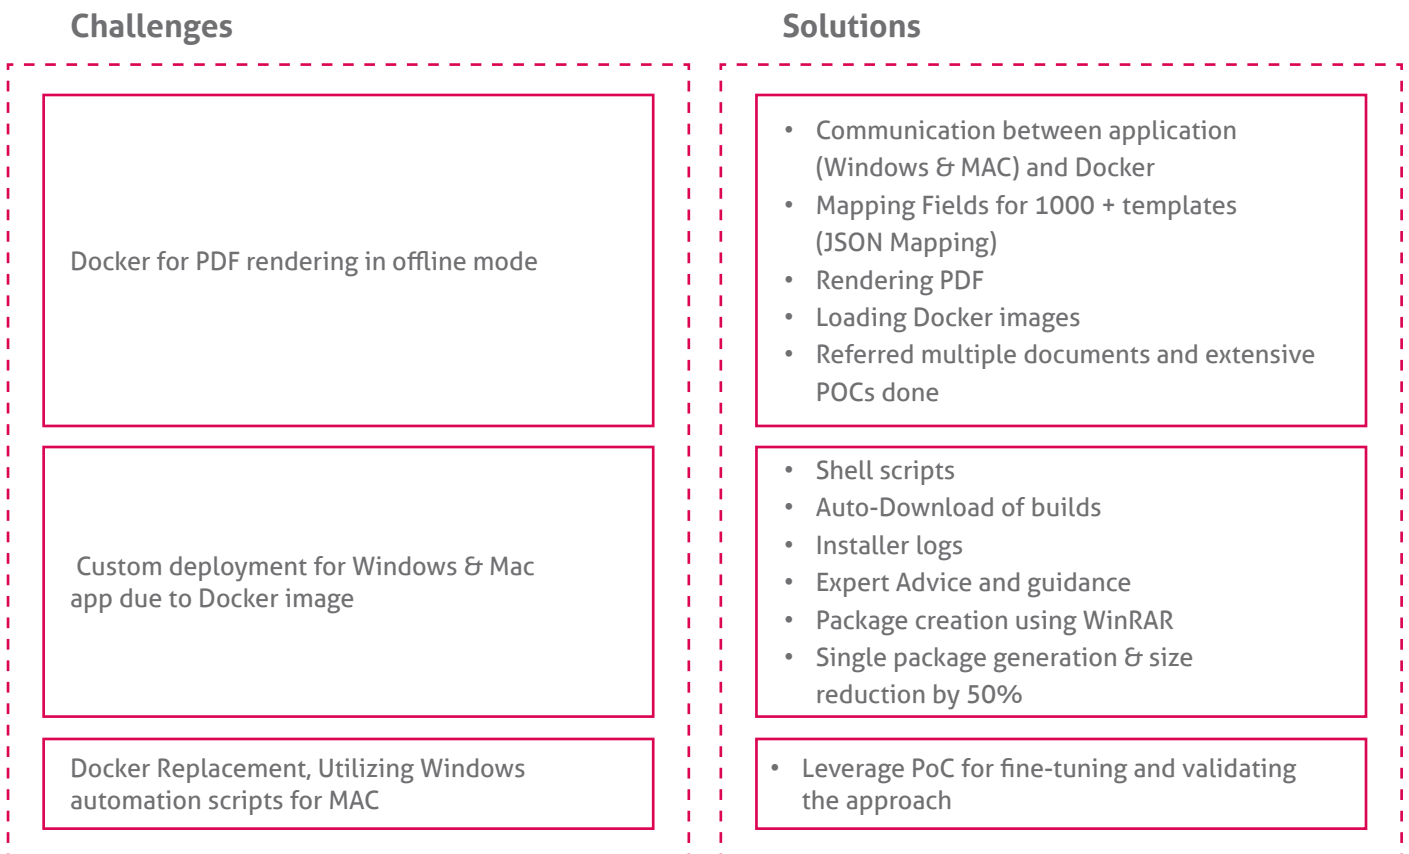 Challenges
Solutions
Docker for PDF rendering in offline mode
• Communication between application
(Windows & MAC) and Docker
• Mapping Fields for 1000 + templates
(JSON Mapping)
• Rendering PDF
• Loading Docker images
• Referred multiple documents and extensive
POCs done
Custom deployment for Windows & Mac
app due to Docker image
• Shell scripts
• Auto-Download of builds
• Installer logs
• Expert Advice and guidance
• Package creation using WinRAR
• Single package generation & size
reduction by 50%
Docker Replacement, Utilizing Windows
automation scripts for MAC
• Leverage PoC for fine-tuning and validating
the approach